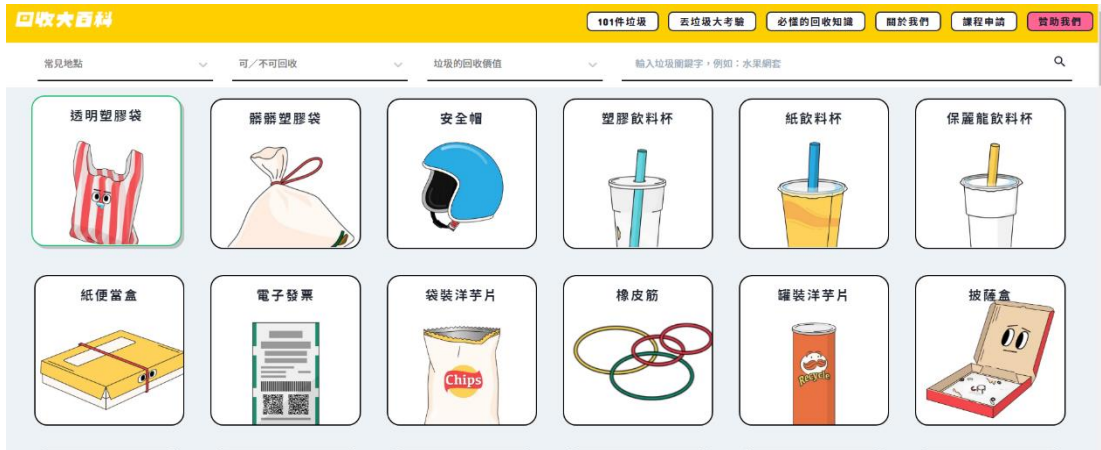 回收大百科
101件垃圾 丟垃圾大考驗 必懂的回收知識 關於我們 課程申請 贊助我們
常見地點 可／不可回收 垃圾的回收價值 輸入垃圾關鍵字，例如：水果網套
透明塑膠袋 髒髒塑膠袋 安全帽 塑膠飲料杯 紙飲料杯 保麗龍飲料杯
紙便當盒 電子發票 袋裝洋芋片 橡皮筋 罐裝洋芋片 披薩盒
Chips Recycle